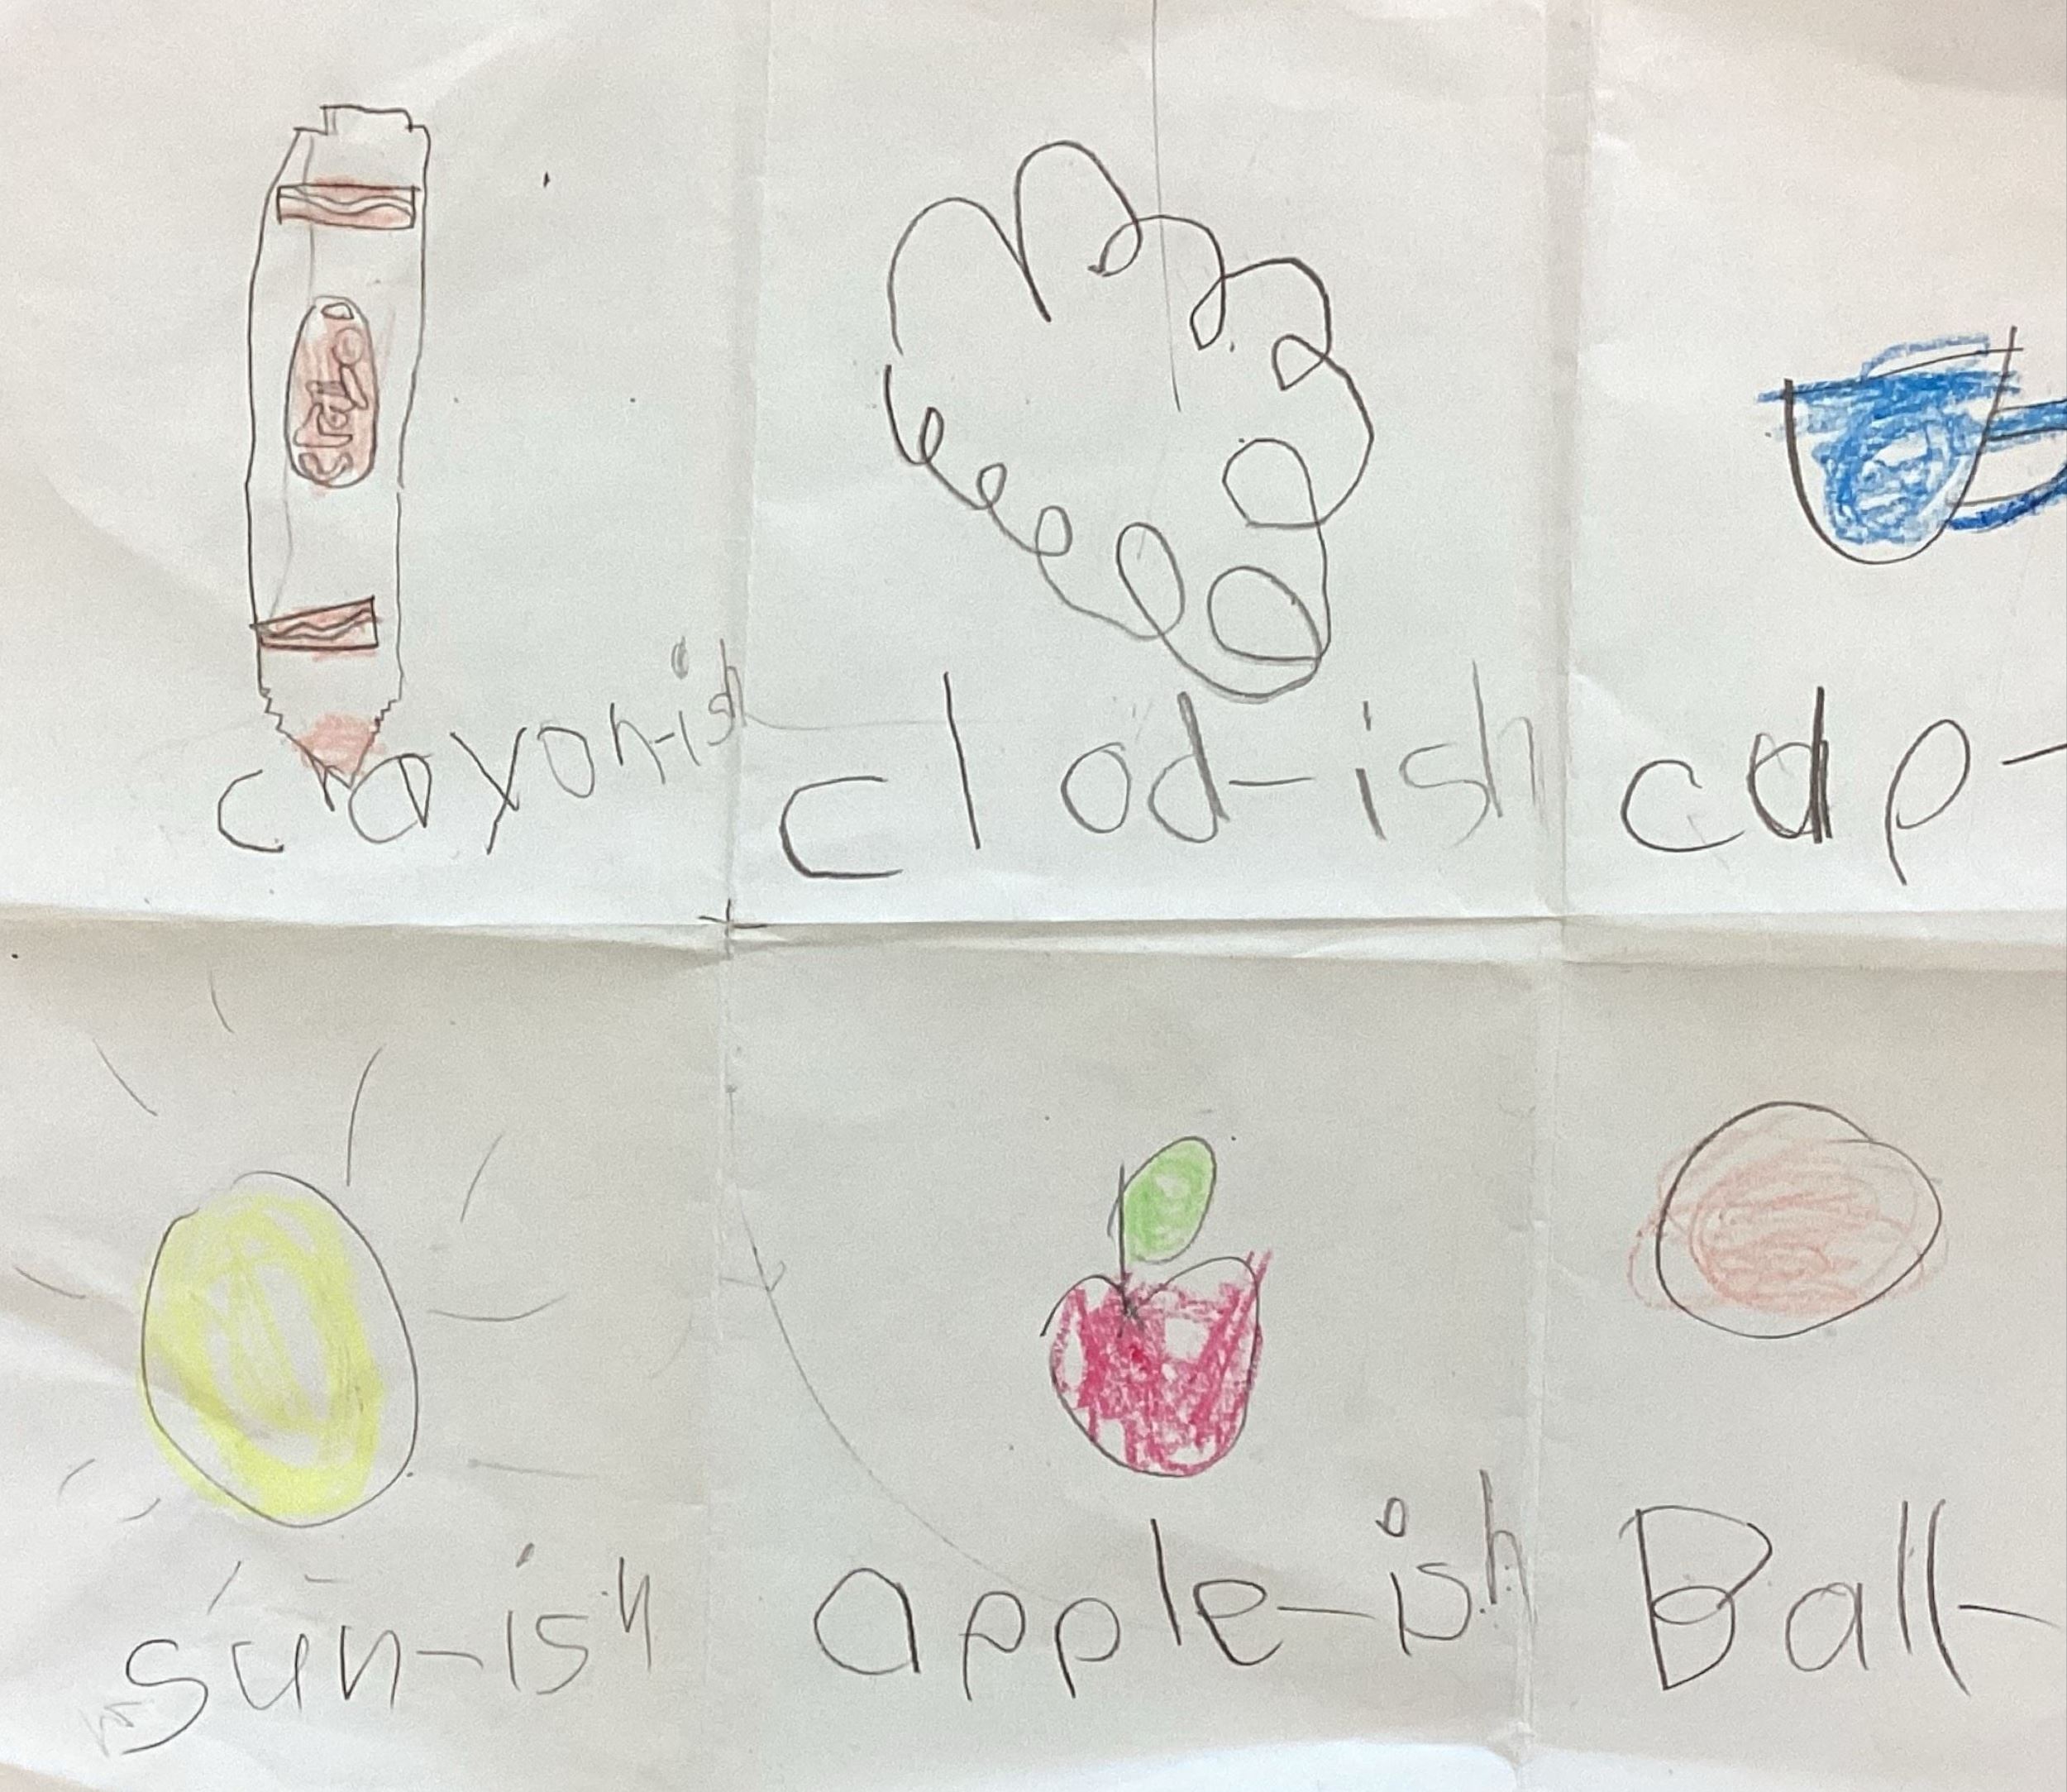 crayon-ish
clod-ish
cup-
sun-ish
apple-ish
Ball-